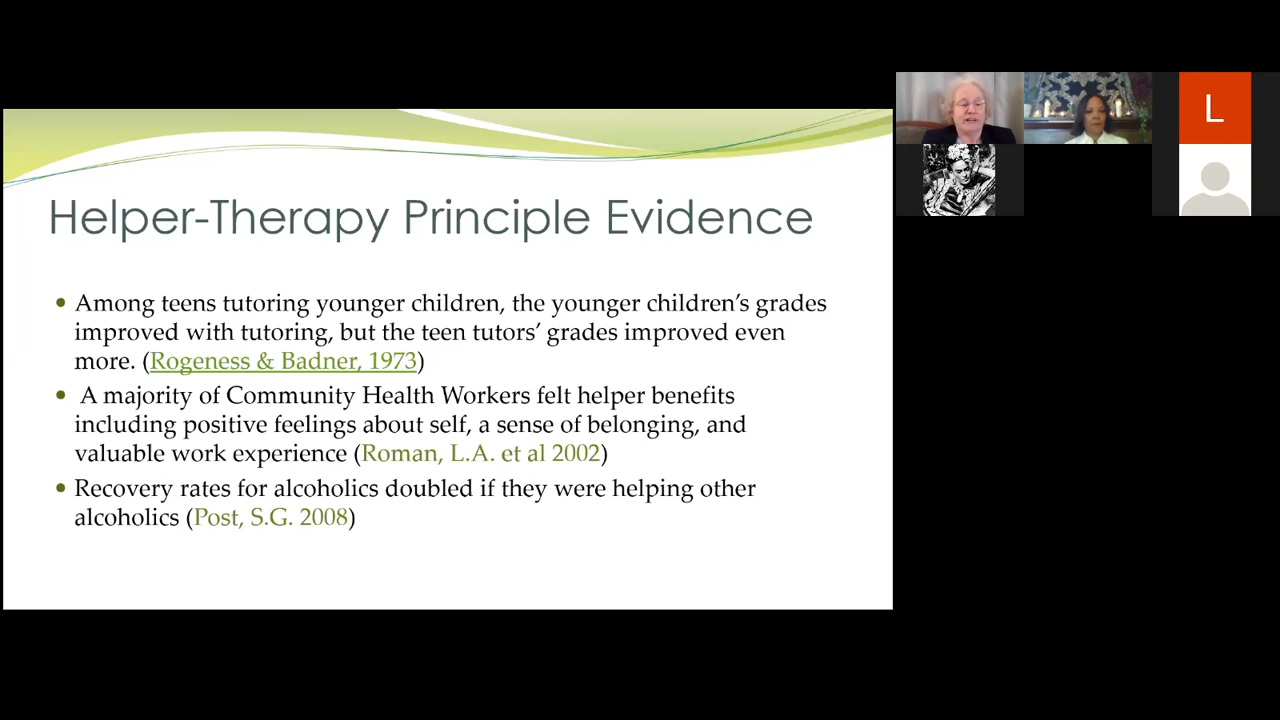 Helper-Therapy Principle Evidence
• Among teens tutoring younger children, the younger children’s grades
improved with tutoring, but the teen tutors’ grades improved even
more. (Rogeness & Badner, 1973)
• A majority of Community Health Workers felt helper benefits
including positive feelings about self, a sense of belonging, and
valuable work experience (Roman, L.A. et al 2002)
• Recovery rates for alcoholics doubled if they were helping other
alcoholics (Post, S.G. 2008)
L